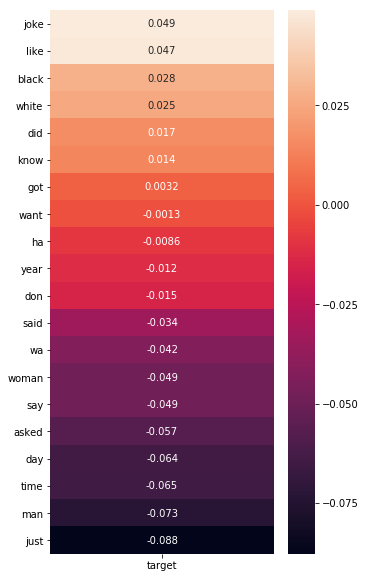 joke 0.049
like 0.047
black 0.028
white 0.025
did 0.017
know 0.014
got 0.0032
want -0.0013
ha -0.0086
year -0.012
don -0.015
said -0.034
wa -0.042
woman -0.049
say -0.049
asked -0.057
day -0.064
time -0.065
man -0.073
just -0.088
target
0.025
0.000
-0.025
-0.050
-0.075